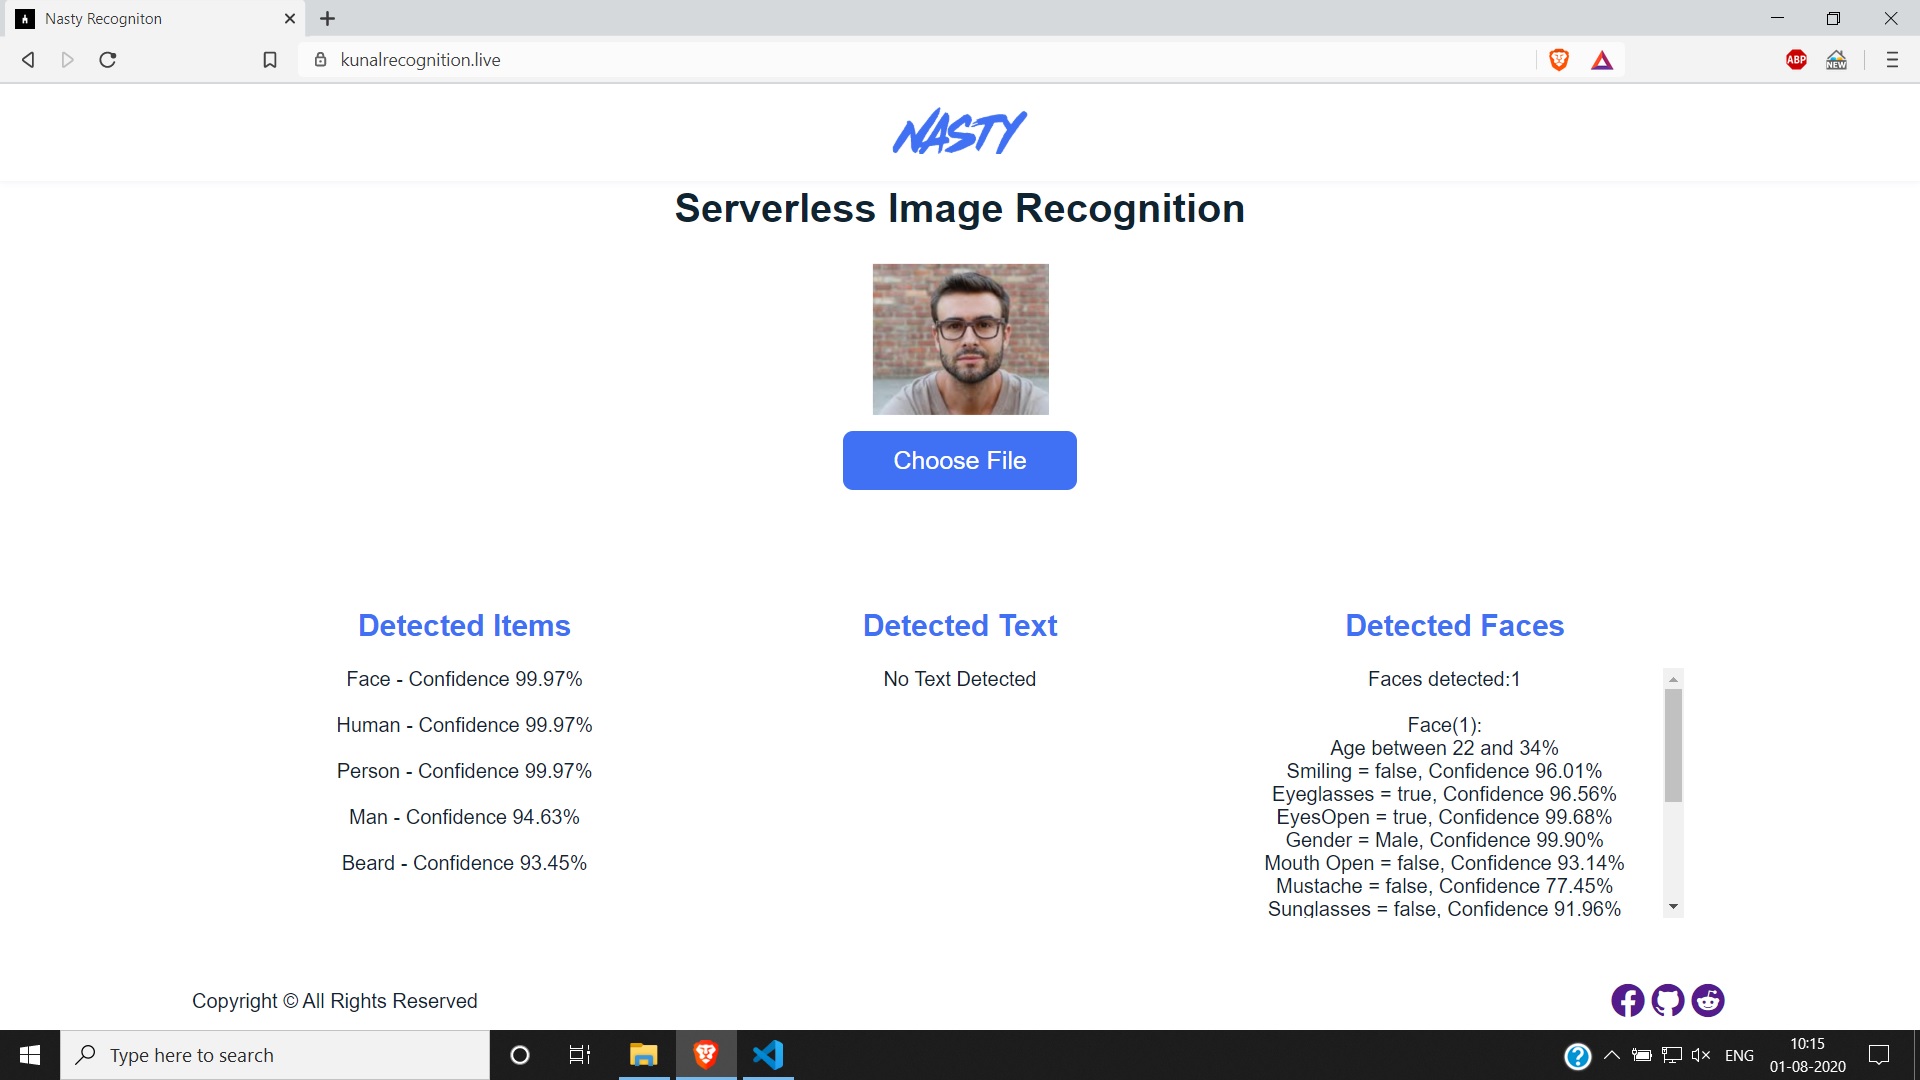 Nasty Recogniton
kunalrecognition.live
ABP
NEW
NASTY
Serverless Image Recognition
Choose File
Detected Items
Face - Confidence 99.97%
Human - Confidence 99.97%
Person - Confidence 99.97%
Man - Confidence 94.63%
Beard - Confidence 93.45%
Detected Text
No Text Detected
Detected Faces
Faces detected:1
Face(1):
Age between 22 and 34%
Smiling = false, Confidence 96.01%
Eyeglasses = true, Confidence 96.56%
EyesOpen = true, Confidence 99.68%
Gender = Male, Confidence 99.90%
Mouth Open = false, Confidence 93.14%
Mustache = false, Confidence 77.45%
Sunglasses = false, Confidence 91.96%
Copyright © All Rights Reserved
Type here to search
ENG
10:15
01-08-2020